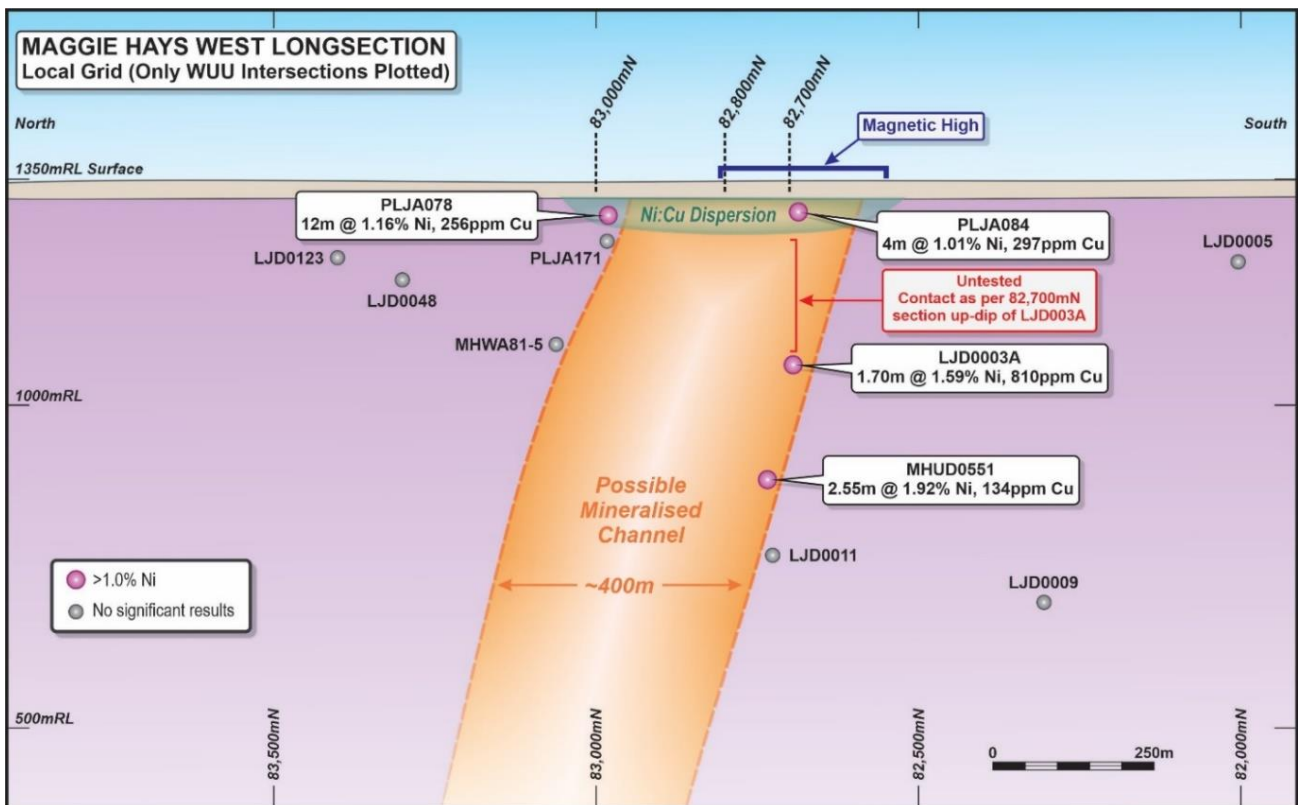 MAGGIE HAYS WEST LONGSECTION
Local Grid (Only WUU Intersections Plotted)
83,000mN
82,800mN
82,700mN
North
Magnetic High
South
1350mRL Surface
PLJA078
12m @ 1.16% Ni, 256ppm Cu
Ni:Cu Dispersion
PLJA084
4m @ 1.01% Ni, 297ppm Cu
LJD0005
LJD0123
PLJA171
LJD0048
Untested
Contact as per 82,700mN
section up-dip of LJD003A
MHWA81-5
LJD0003A
1.70m @ 1.59% Ni, 810ppm Cu
1000mRL
MHUD0551
2.55m @ 1.92% Ni, 134ppm Cu
Possible
Mineralised
Channel
LJD0011
>1.0% Ni
No significant results
~400m
LJD0009
500mRL
83,500mN
83,000mN
82,500mN
82,000mN
0 250m